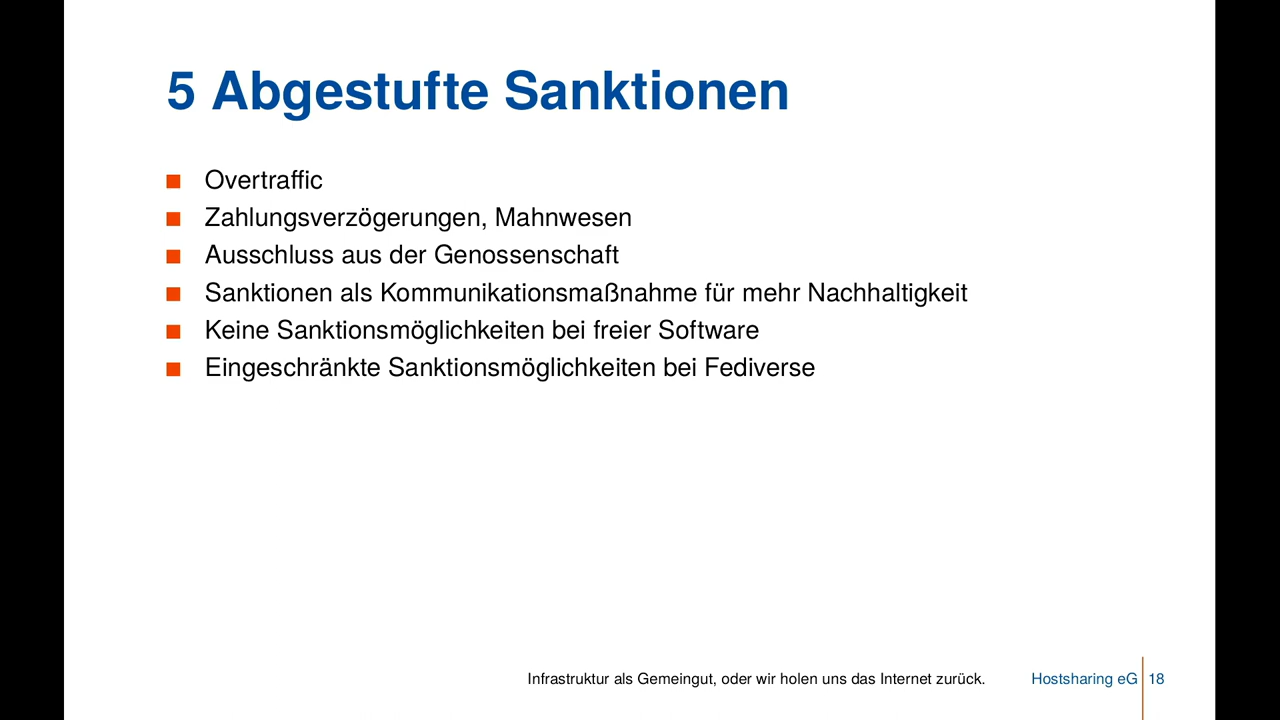 5 Abgestufte Sanktionen
Overtraffic
Zahlungsverzögerungen, Mahnwesen
Ausschluss aus der Genossenschaft
Sanktionen als Kommunikationsmaßnahme für mehr Nachhaltigkeit
Keine Sanktionsmöglichkeiten bei freier Software
Eingeschränkte Sanktionsmöglichkeiten bei Fediverse
Infrastruktur als Gemeingut, oder wir holen uns das Internet zurück. Hostsharing eG 18